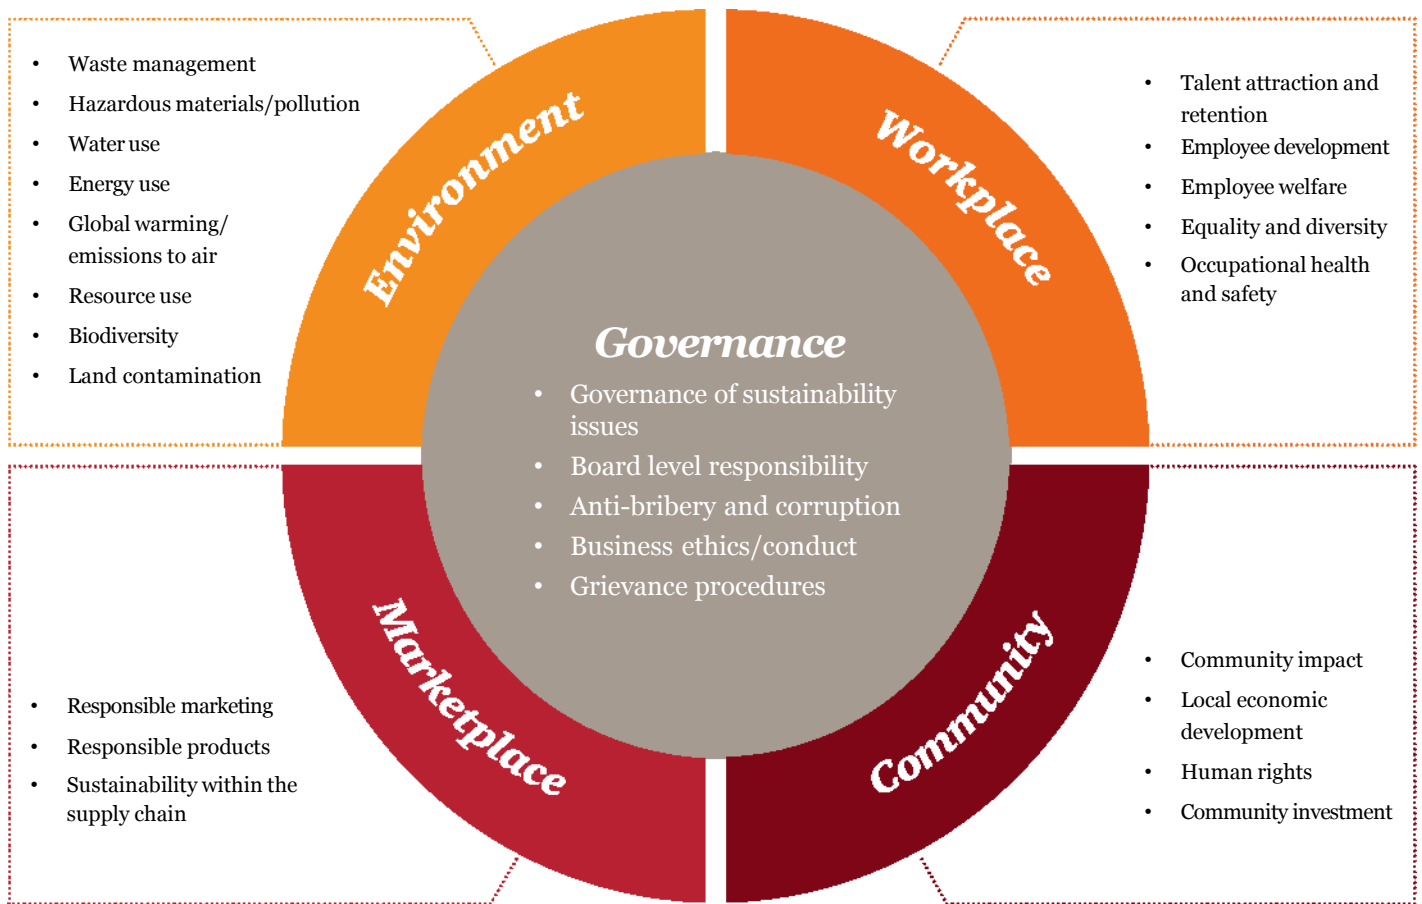 Environment
• Waste management
• Hazardous materials/pollution
• Water use
• Energy use
• Global warming/
emissions to air
• Resource use
• Biodiversity
• Land contamination
Workplace
• Talent attraction and
retention
• Employee development
• Employee welfare
• Equality and diversity
• Occupational health
and safety
Governance
• Governance of sustainability
issues
• Board level responsibility
• Anti-bribery and corruption
• Business ethics/conduct
• Grievance procedures
Marketplace
• Responsible marketing
• Responsible products
• Sustainability within the
supply chain
Community
• Community impact
• Local economic
development
• Human rights
• Community investment